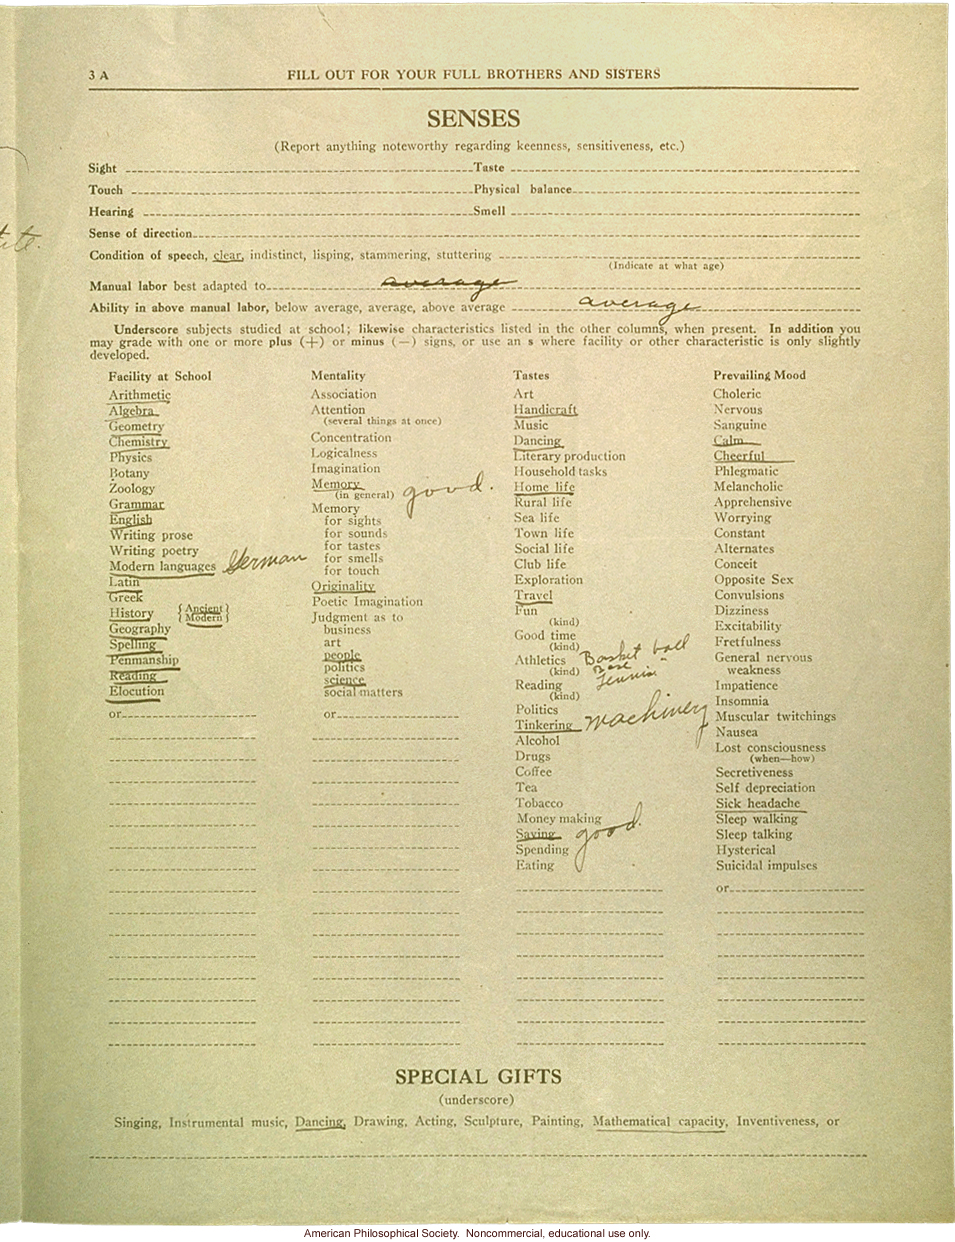 3 A
FILL OUT FOR YOUR FULL BROTHERS AND SISTERS
SENSES
(Report anything noteworthy regarding keenness, sensitiveness, etc.)
Sight Taste
Touch Physical balance
Hearing Smell
tute.
Sense of direction
Condition of speech, clear, indistinct, lisping, stammering, stuttering
(Indicate at what age)
Manual labor best adapted to average
Ability in above manual labor, below average, average, above average average
Underscore subjects studied at school; likewise characteristics listed in the other columns, when present. In addition you
may grade with one or more plus (+) or minus (—) signs, or use an s where facility or other characteristic is only slightly
developed.
Facility at School
Arithmetic
Algebra
Geometry
Chemistry
Physics
Botany
Zoology
Grammar
English
Writing prose
Writing poetry
Modern languages German
Latin
Greek
History {Ancient Modern}
Geography
Spelling
Penmanship
Reading
Elocution
or
Mentality
Association
Attention
(several things at once)
Concentration
Logicalness
Imagination
Memory
(in general) good.
Memory
for sights
for sounds
for tastes
for smells
for touch
Originality
Poetic Imagination
Judgment as to
business
art
people
politics
science
social matters
or
Tastes
Art
Handicraft
Music
Dancing
Literary production
Household tasks
Home life
Rural life
Sea life
Town life
Social life
Club life
Exploration
Travel
Fun
(kind)
Good time
(kind)
Athletics Basket ball
(kind) Base "
Tennis
Reading
(kind)
Politics
Tinkering machinery
Alcohol
Drugs
Coffee
Tea
Tobacco
Money making
Saving good.
Spending
Eating
Prevailing Mood
Choleric
Nervous
Sanguine
Calm
Cheerful
Phlegmatic
Melancholic
Apprehensive
Worrying
Constant
Alternates
Conceit
Opposite Sex
Convulsions
Dizziness
Excitability
Fretfulness
General nervous
weakness
Impatience
Insomnia
Muscular twitchings
Nausea
Lost consciousness
(when—how)
Secretiveness
Self depreciation
Sick headache
Sleep walking
Sleep talking
Hysterical
Suicidal impulses
or
SPECIAL GIFTS
(underscore)
Singing, Instrumental music, Dancing, Drawing, Acting, Sculpture, Painting, Mathematical capacity, Inventiveness, or
American Philosophical Society. Noncommercial, educational use only.